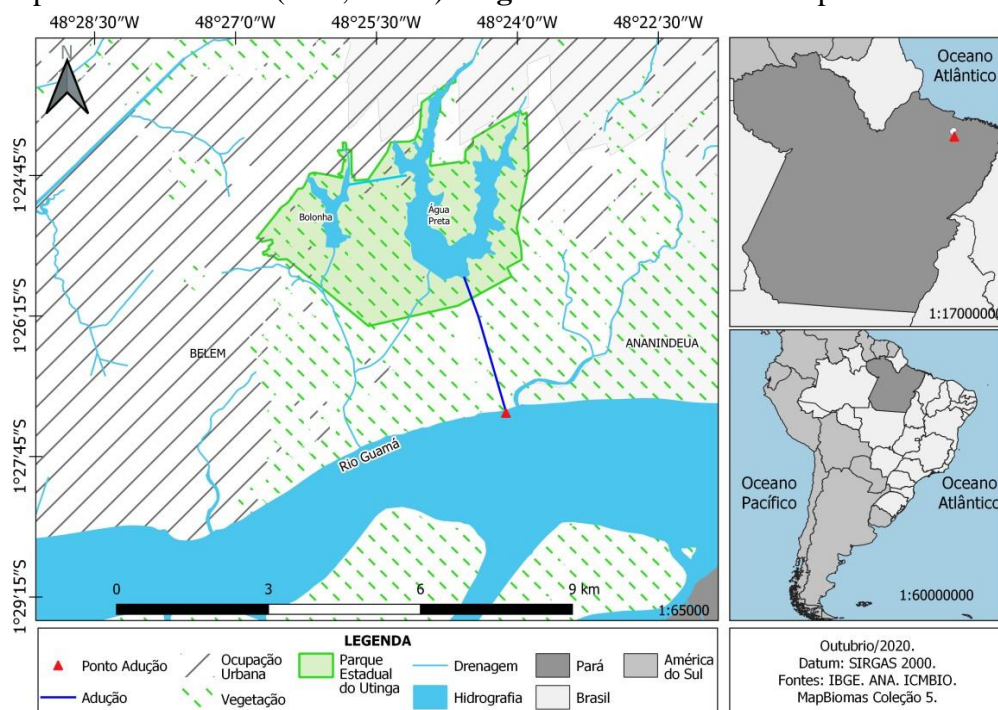 48°28'30"W 48°27'0"W 48°25'30"W 48°24'0"W 48°22'30"W
N
1°24'45"S
1°26'15"S
1°27'45"S
1°29'15"S
Bolonha
Água
Preta
BELEM
ANANINDEUA
Rio Guamá
0 3 6 9 km
1:65000
Oceano
Atlântico
1:17000000
Oceano
Pacífico
Oceano
Atlântico
1:60000000
LEGENDA
Ponto Adução
Adução
Ocupação
Urbana
Vegetação
Parque
Estadual
do Utinga
Drenagem
Hidrografia
Pará
Brasil
América
do Sul
Outubrio/2020.
Datum: SIRGAS 2000.
Fontes: IBGE. ANA. ICMBIO.
MapBiomas Coleção 5.